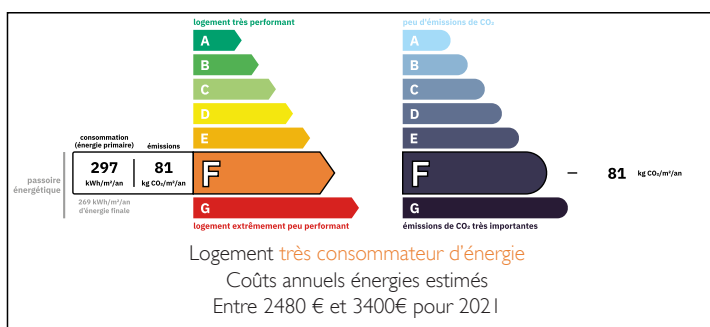 logement très performant
A
B
C
D
E
consommation
(énergie primaire)
émissions
297
kWh/m²/an
81
kg CO₂/m²/an
F
passoire
énergétique
269 kWh/m²/an
d'énergie finale
G
logement extrêmement peu performant
peu d'émissions de CO₂
A
B
C
D
E
F
81 kg CO₂/m²/an
G
émissions de CO₂ très importantes
Logement très consommateur d'énergie
Coûts annuels énergies estimés
Entre 2480 € et 3400€ pour 2021